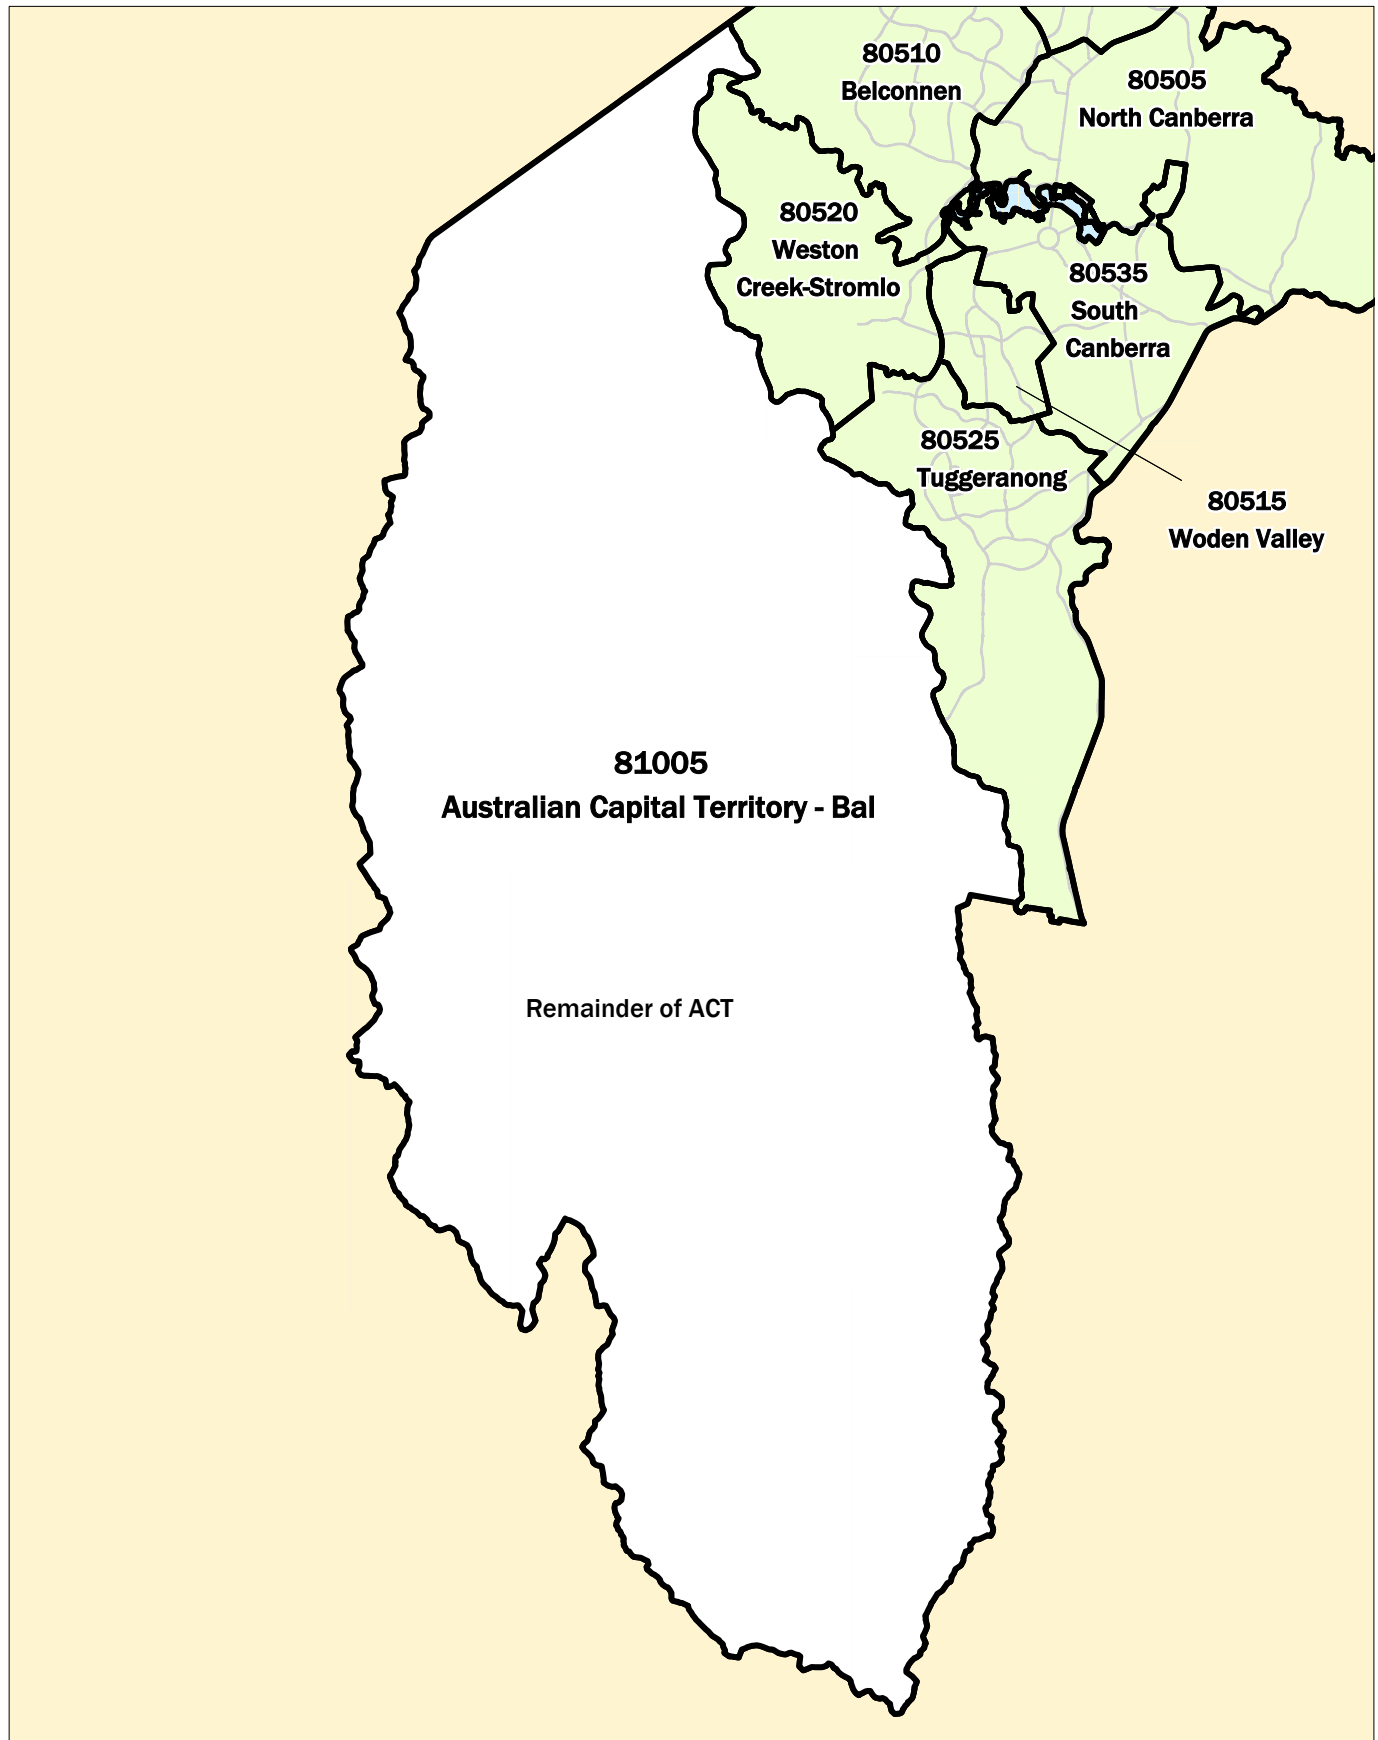 80510
Belconnen
80505
North Canberra
80520
Weston
Creek-Stromlo
80535
South
Canberra
80525
Tuggeranong
80515
Woden Valley
81005
Australian Capital Territory - Bal
Remainder of ACT